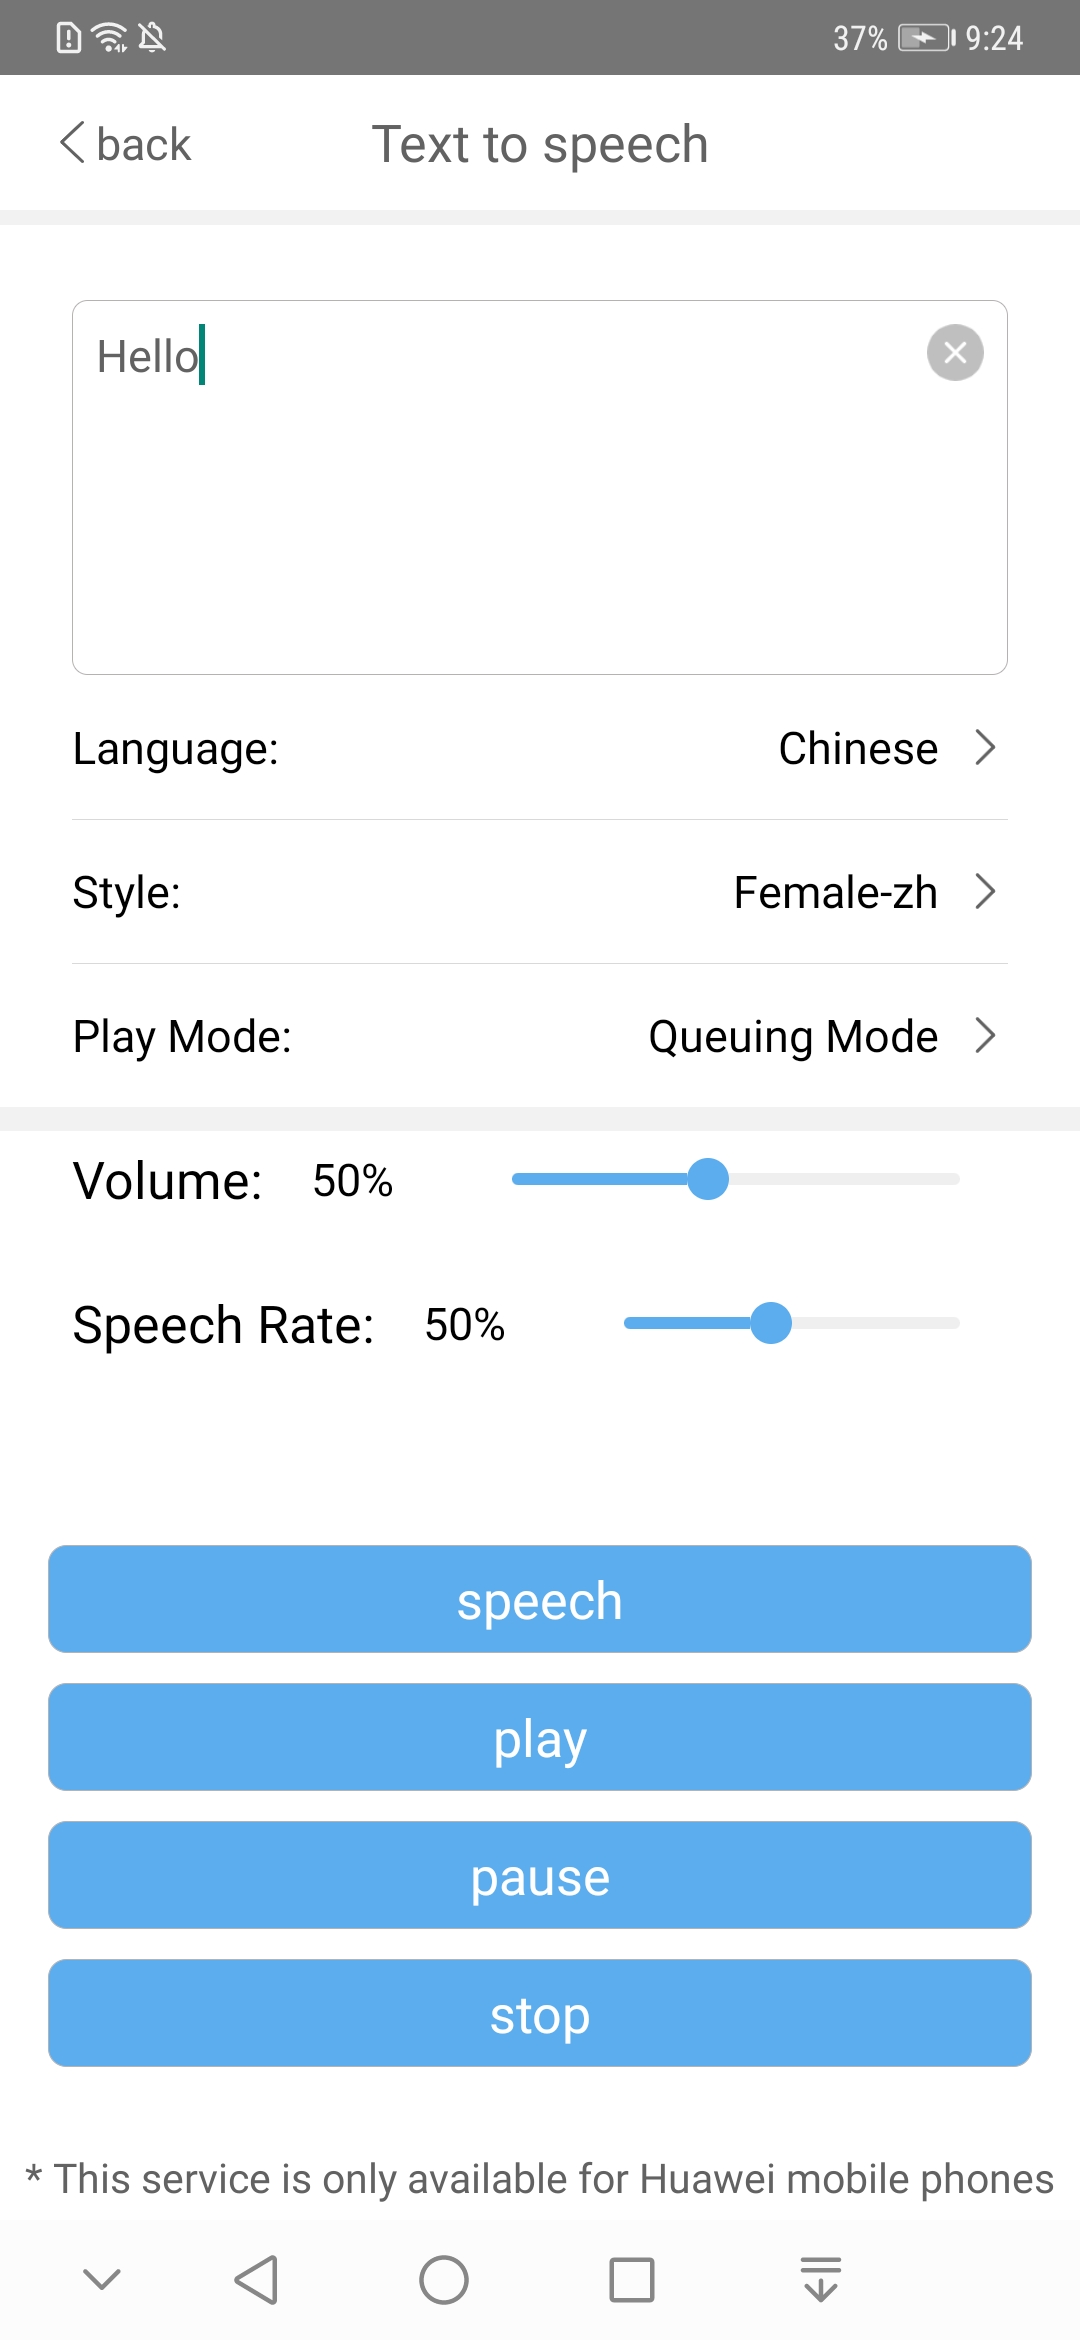 37% 9:24
back Text to speech
Hello
Language: Chinese
Style: Female-zh
Play Mode: Queuing Mode
Volume: 50%
Speech Rate: 50%
speech
play
pause
stop
* This service is only available for Huawei mobile phones